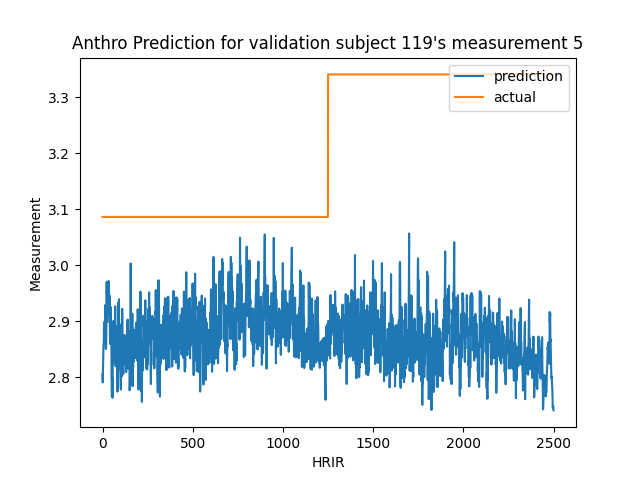 Anthro Prediction for validation subject 119's measurement 5
prediction
actual
3.3
3.2
3.1
3.0
2.9
2.8
Measurement
0
500
1000
1500
2000
2500
HRIR